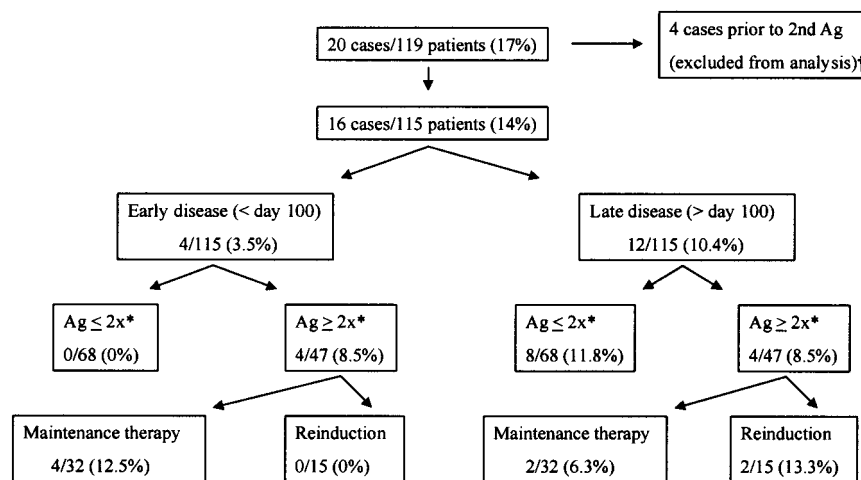 20 cases/119 patients (17%)
4 cases prior to 2nd Ag
(excluded from analysis)†
16 cases/115 patients (14%)
Early disease (< day 100)
4/115 (3.5%)
Late disease (> day 100)
12/115 (10.4%)
Ag ≤ 2x*
0/68 (0%)
Ag ≥ 2x*
4/47 (8.5%)
Ag ≤ 2x*
8/68 (11.8%)
Ag ≥ 2x*
4/47 (8.5%)
Maintenance therapy
4/32 (12.5%)
Reinduction
0/15 (0%)
Maintenance therapy
2/32 (6.3%)
Reinduction
2/15 (13.3%)